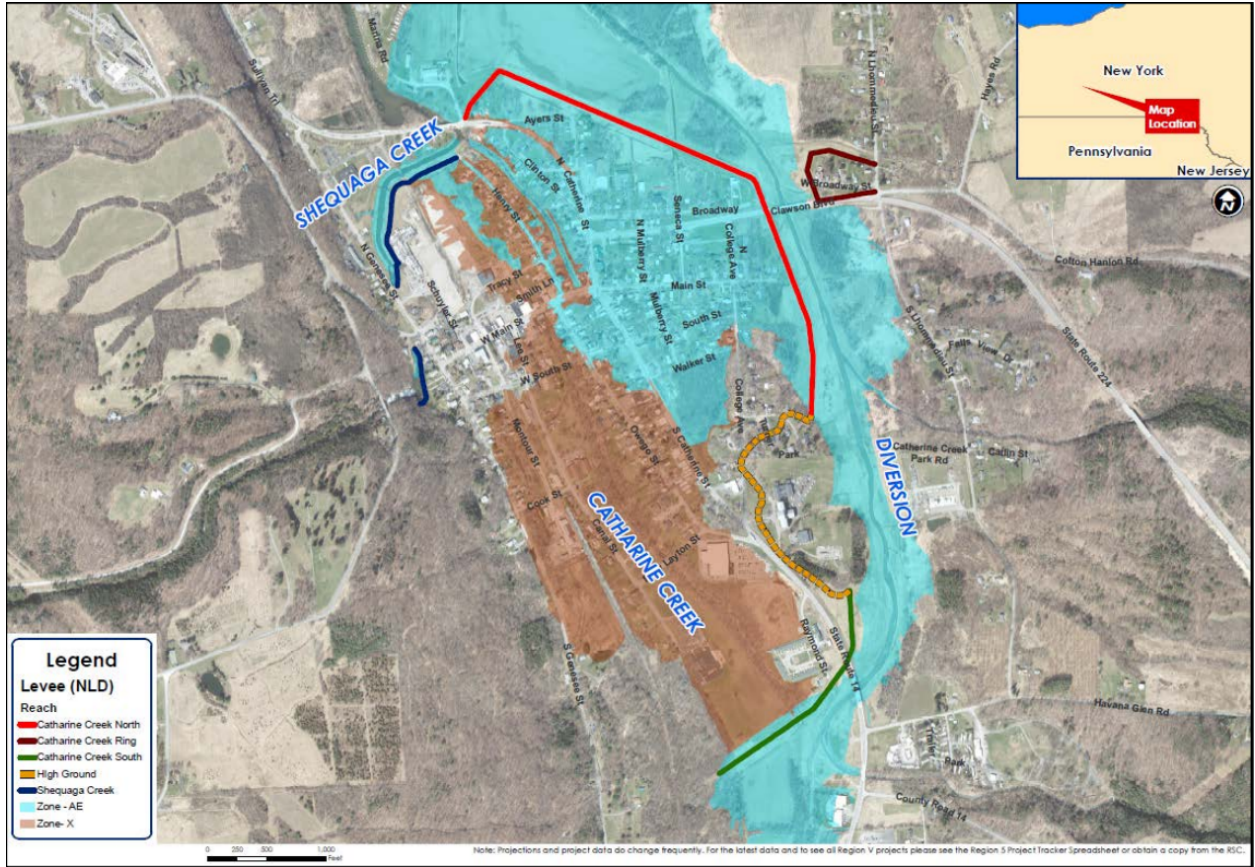 New York
Map
Location
Pennsylvania
New Jersey
N
Marina Rd
Sullivan Trl
N Lhommedieu St
Hayes Rd
Ayers St
SHEQUAGA CREEK
Clinton St
N Catherine St
Henry St
W Broadway St
Clawson Blvd
Broadway
Seneca St
N Mulberry St
N College Ave
N Genesee St
Cotton Hanlon Rd
Tracy St
Smith Ln
Main St
Schuyler St
Mulberry St
South St
W Main St
Lee St
Walker St
S Lhommedieu St
Falls View Dr
State Route 224
W South St
College Ave
Park
Owego St
S Catherine St
Montour St
Catherine Creek
Park Rd
Catlin St
DIVERSION
Cook St
Canal St
CATHARINE CREEK
Layton St
Raymond St
State Route 14
S Genesee St
Havana Glen Rd
Park
County Road 14
Legend
Levee (NLD)
Reach
Catharine Creek North
Catharine Creek Ring
Catharine Creek South
High Ground
Shequaga Creek
Zone - AE
Zone- X
0 250 500 1,000
Feet
Note: Projections and project data do change frequently. For the latest data and to see all Region V projects please see the Region 5 Project Tracker Spreadsheet or obtain a copy from the RSC.